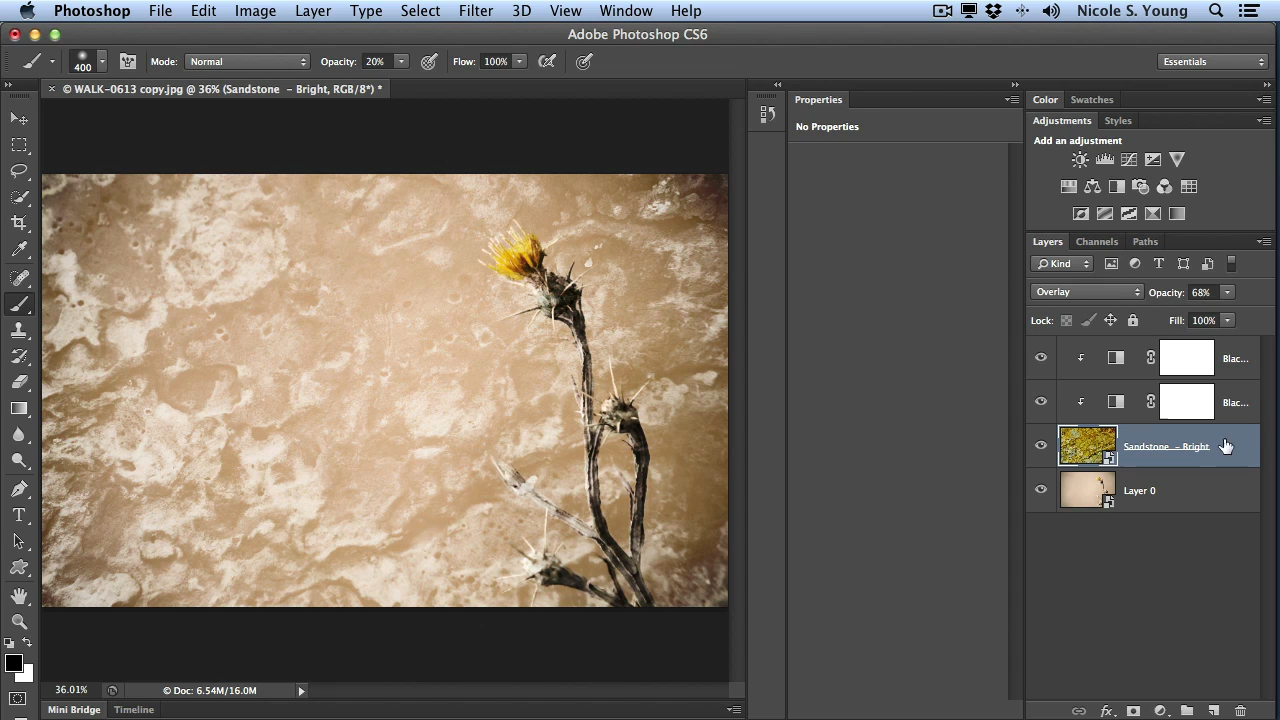 Photoshop File Edit Image Layer Type Select Filter 3D View Window Help Nicole S. Young
Adobe Photoshop CS6
400 Mode: Normal Opacity: 20% Flow: 100% Essentials
× © WALK-0613 copy.jpg @ 36% (Sandstone - Bright, RGB/8*) *
Properties
No Properties
Color Swatches
Adjustments Styles
Add an adjustment
Layers Channels Paths
Kind
Overlay Opacity: 68%
Lock: Fill: 100%
Blac...
Blac...
Sandstone - Bright
Layer 0
36.01% © Doc: 6.54M/16.0M
Mini Bridge Timeline